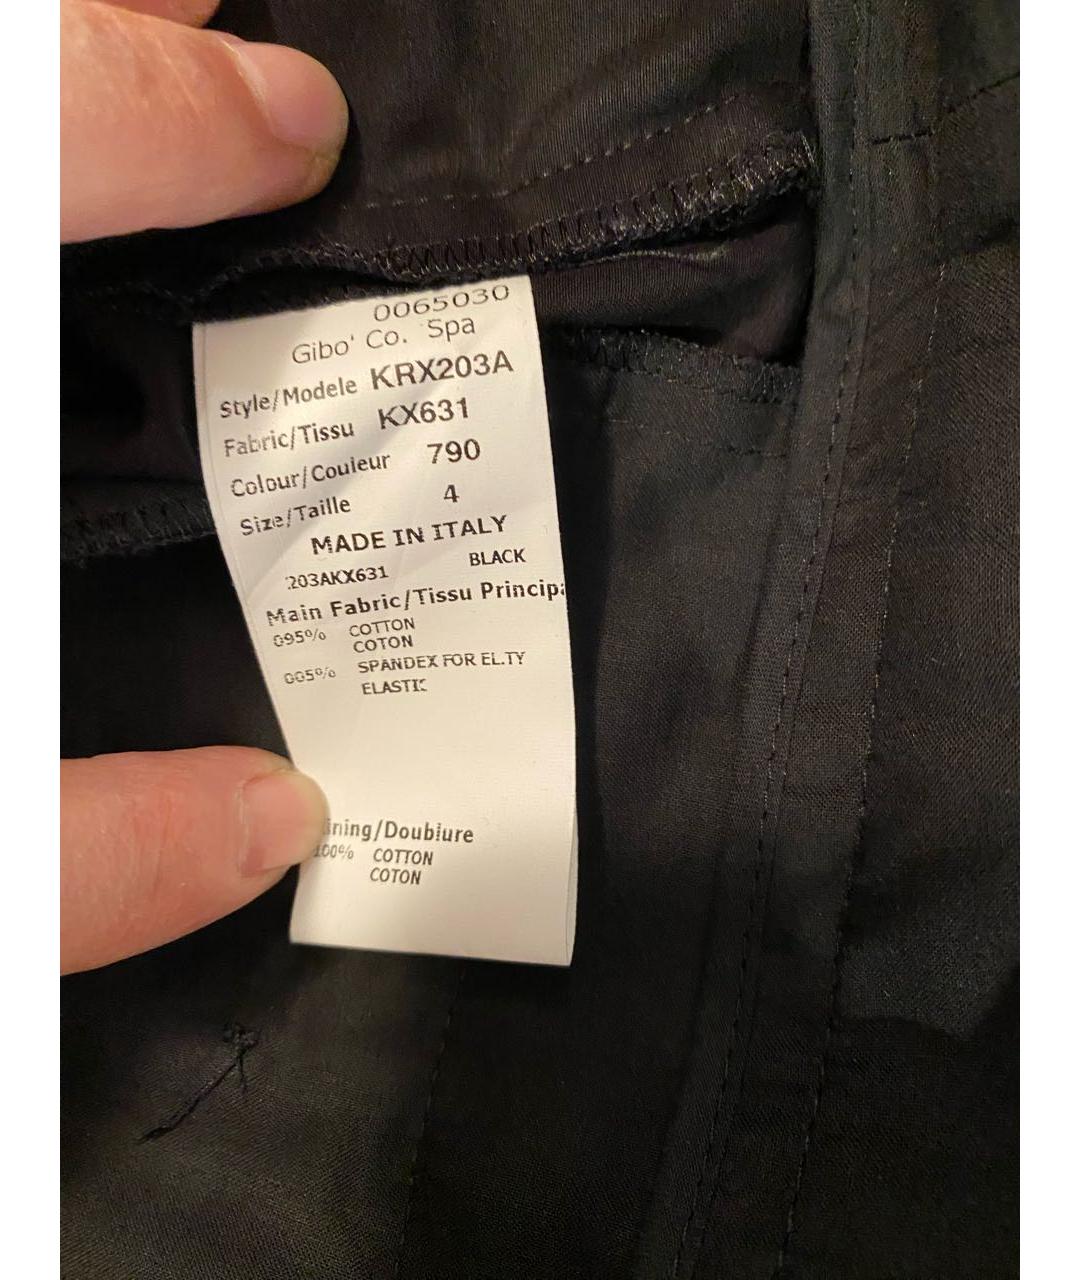 0065030
Gibo' Co. Spa
Style/Modele KRX203A
Fabric/Tissu KX631
Colour/Couleur 790
Size/Taille 4
MADE IN ITALY
203AKX631 BLACK
Main Fabric/Tissu Principa
095% COTTON
COTON
005% SPANDEX FOR EL.TY
ELASTIC
ining/Doublure
100% COTTON
COTON